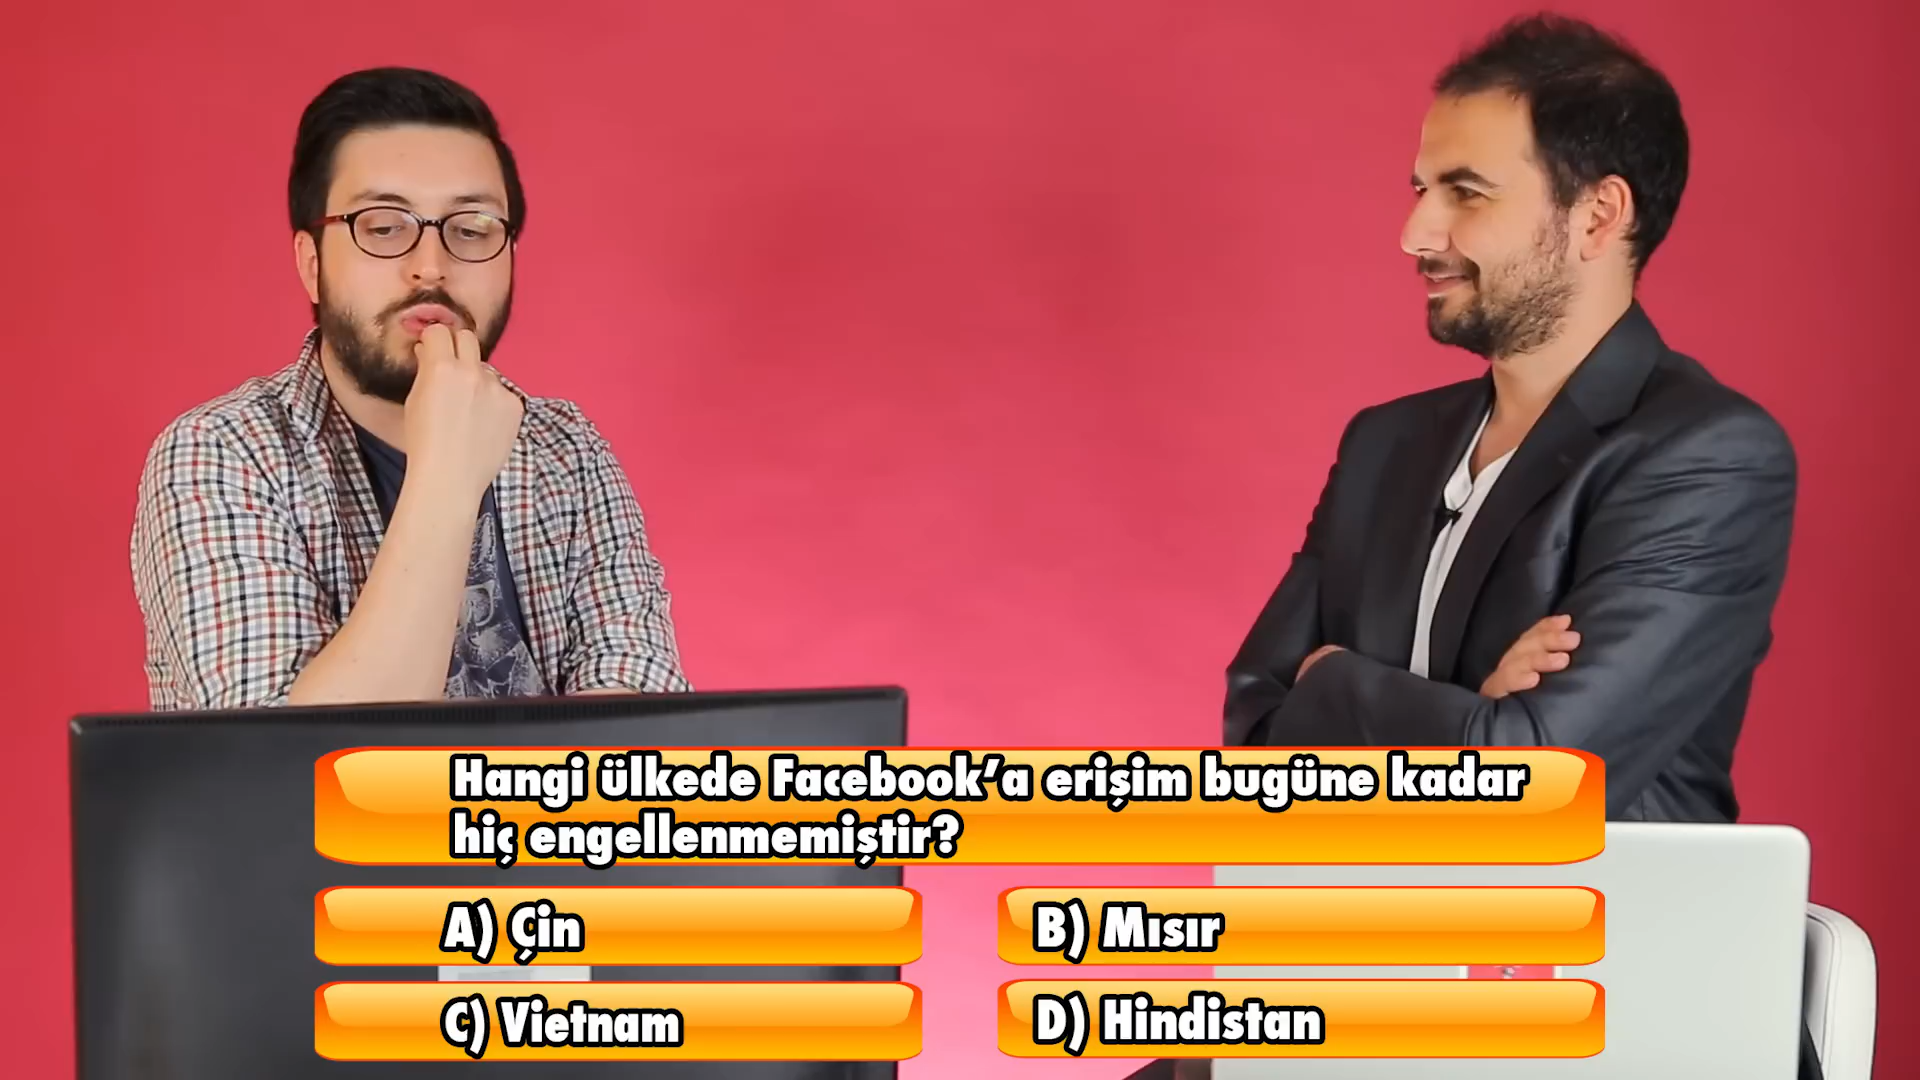 Hangi ülkede Facebook’a erişim bugüne kadar
hiç engellenmemiştir?
A) Çin
B) Mısır
C) Vietnam
D) Hindistan